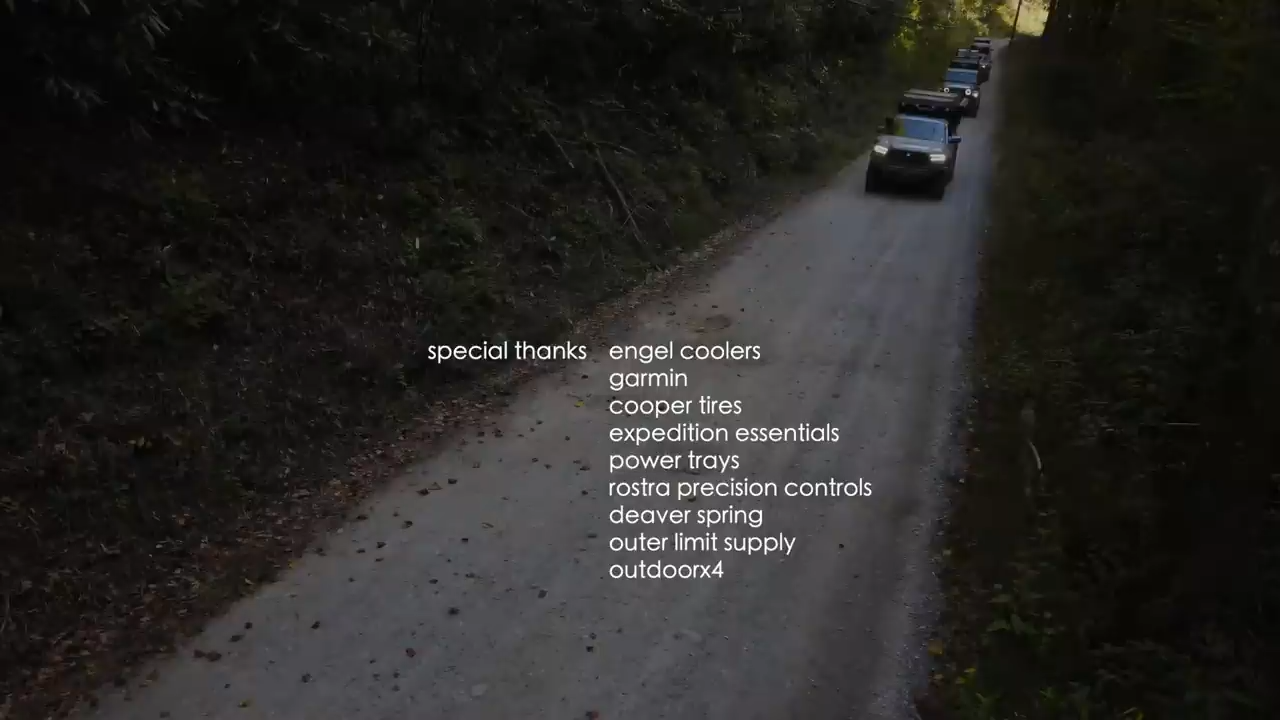 special thanks engel coolers
garmin
cooper tires
expedition essentials
power trays
rostra precision controls
deaver spring
outer limit supply
outdoorx4